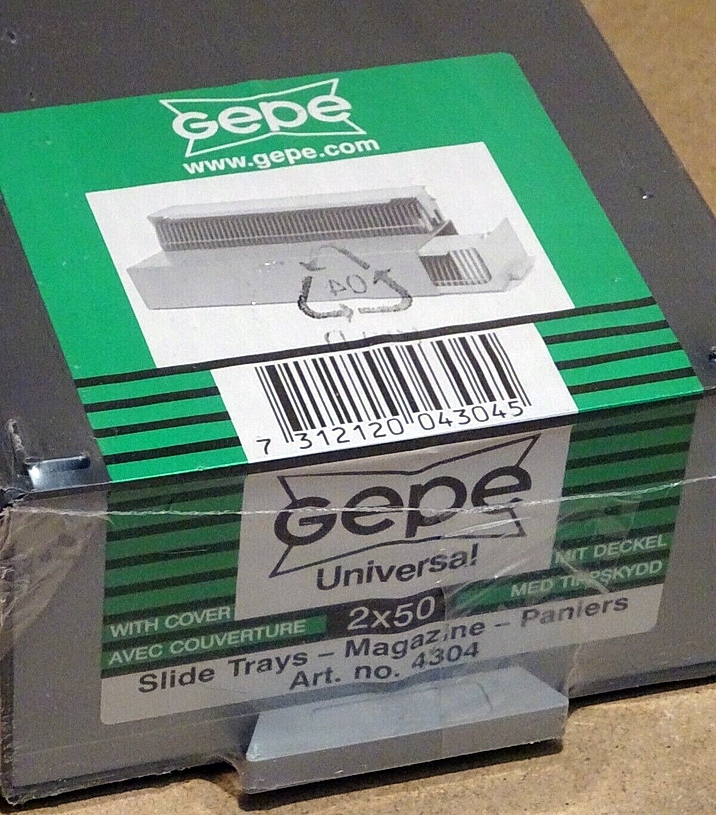 Gepe
www.gepe.com
04
7 312120 043045
Gepe
Universal
MIT DECKEL
MED TIPPSKYDD
WITH COVER
AVEC COUVERTURE
2x50
Slide Trays – Magazine – Paniers
Art. no. 4304